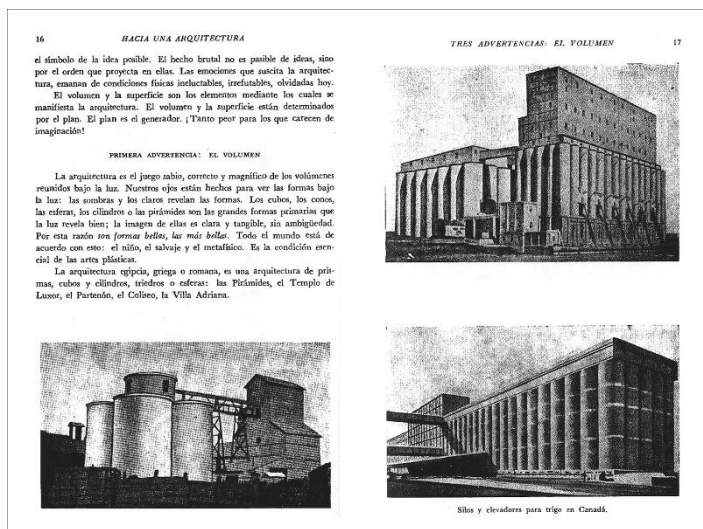 16 HACIA UNA ARQUITECTURA
el símbolo de la idea posible. El hecho brutal no es pasible de ideas, sino
por el orden que proyecta en ellas. Las emociones que suscita la arquitec-
tura, emanan de condiciones físicas ineluctables, irrefutables, olvidadas hoy.
El volumen y la superficie son los elementos mediante los cuales se
manifiesta la arquitectura. El volumen y la superficie están determinados
por el plan. El plan es el generador. ¡Tanto peor para los que carecen de
imaginación!
PRIMERA ADVERTENCIA: EL VOLUMEN
La arquitectura es el juego sabio, correcto y magnífico de los volúmenes
reunidos bajo la luz. Nuestros ojos están hechos para ver las formas bajo
la luz: las sombras y los claros revelan las formas. Los cubos, los conos,
las esferas, los cilindros o las pirámides son las grandes formas primarias que
la luz revela bien; la imagen de ellas es clara y tangible, sin ambigüedad.
Por esta razón son formas bellas, las más bellas. Todo el mundo está de
acuerdo con esto: el niño, el salvaje y el metafísico. Es la condición esen-
cial de las artes plásticas.
La arquitectura egipcia, griega o romana, es una arquitectura de pris-
mas, cubos y cilindros, triedros o esferas: las Pirámides, el Templo de
Luxor, el Partenón, el Coliseo, la Villa Adriana.
TRES ADVERTENCIAS: EL VOLUMEN 17
Silos y elevadores para trigo en Canadá.